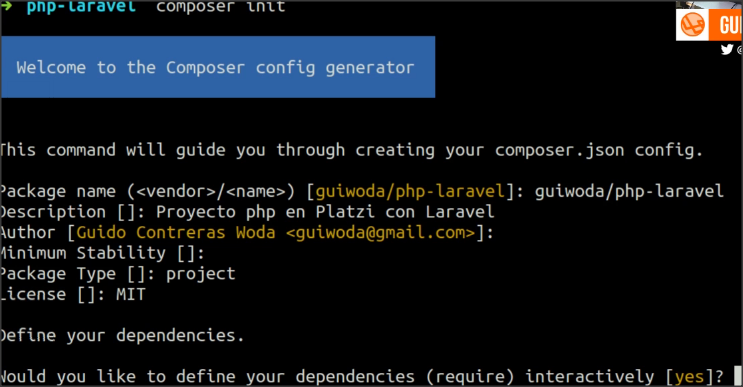 → php-laravel composer init
GUI
Welcome to the Composer config generator
This command will guide you through creating your composer.json config.
Package name (<vendor>/<name>) [guiwoda/php-laravel]: guiwoda/php-laravel
Description []: Proyecto php en Platzi con Laravel
Author [Guido Contreras Woda <guiwoda@gmail.com>]:
Minimum Stability []:
Package Type []: project
License []: MIT
Define your dependencies.
Would you like to define your dependencies (require) interactively [yes]?